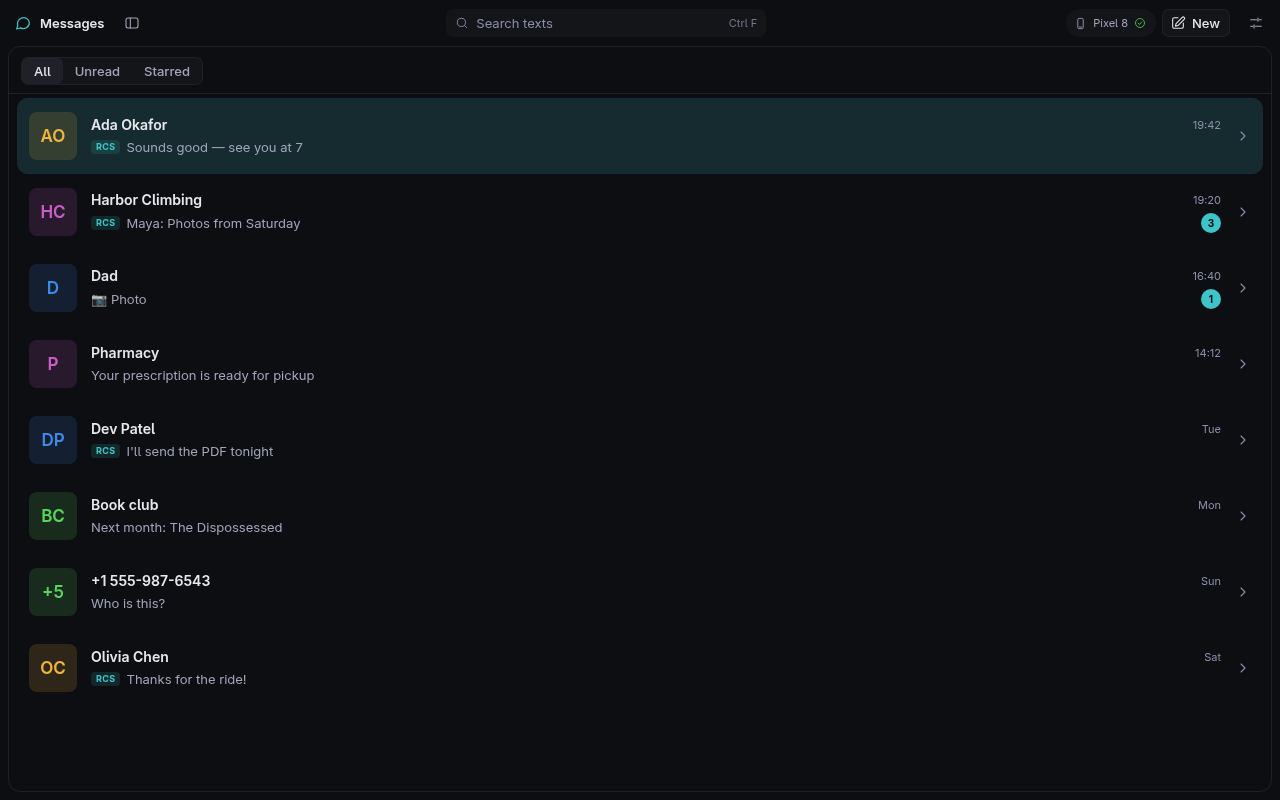 Messages
Search texts
Ctrl F
Pixel 8
New
All
Unread
Starred
AO
Ada Okafor
19:42
RCS
Sounds good — see you at 7
HC
Harbor Climbing
19:20
RCS
Maya: Photos from Saturday
3
D
Dad
16:40
📷 Photo
1
P
Pharmacy
14:12
Your prescription is ready for pickup
DP
Dev Patel
Tue
RCS
I'll send the PDF tonight
BC
Book club
Mon
Next month: The Dispossessed
+5
+1 555-987-6543
Sun
Who is this?
OC
Olivia Chen
Sat
RCS
Thanks for the ride!